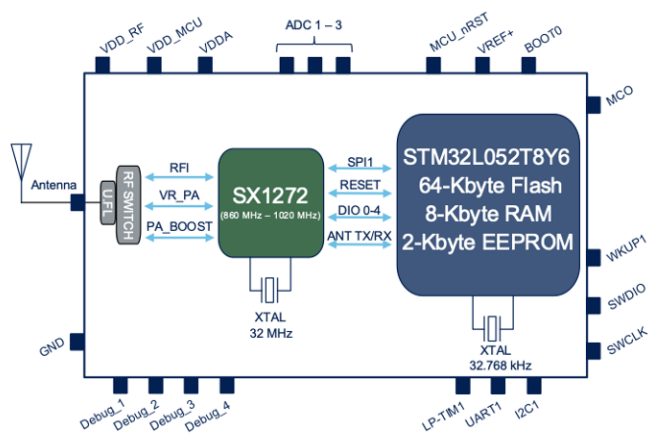 VDD_RF
VDD_MCU
VDDA
ADC 1 – 3
MCU_nRST
VREF+
BOOT0
MCO
Antenna
U.FL
RF SWITCH
RFI
VR_PA
PA_BOOST
SX1272
(860 MHz – 1020 MHz)
SPI1
RESET
DIO 0-4
ANT TX/RX
STM32L052T8Y6
64-Kbyte Flash
8-Kbyte RAM
2-Kbyte EEPROM
XTAL
32 MHz
XTAL
32.768 kHz
WKUP1
SWDIO
SWCLK
GND
Debug_1
Debug_2
Debug_3
Debug_4
LP-TIM1
UART1
I2C1